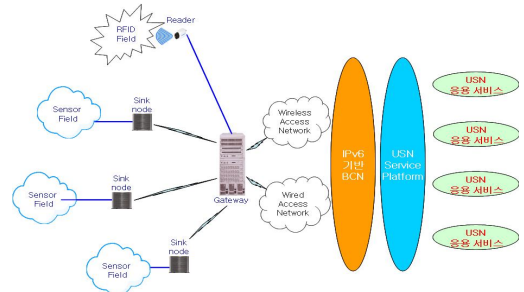 Reader
RFID
Field
Sink
node
Sensor
Field
Wireless
Access
Network
Sink
node
Sensor
Field
Gateway
Wired
Access
Network
Sink
node
Sensor
Field
IPv6
기반
BCN
USN
Service
Platform
USN
응용 서비스
USN
응용 서비스
USN
응용 서비스
USN
응용 서비스